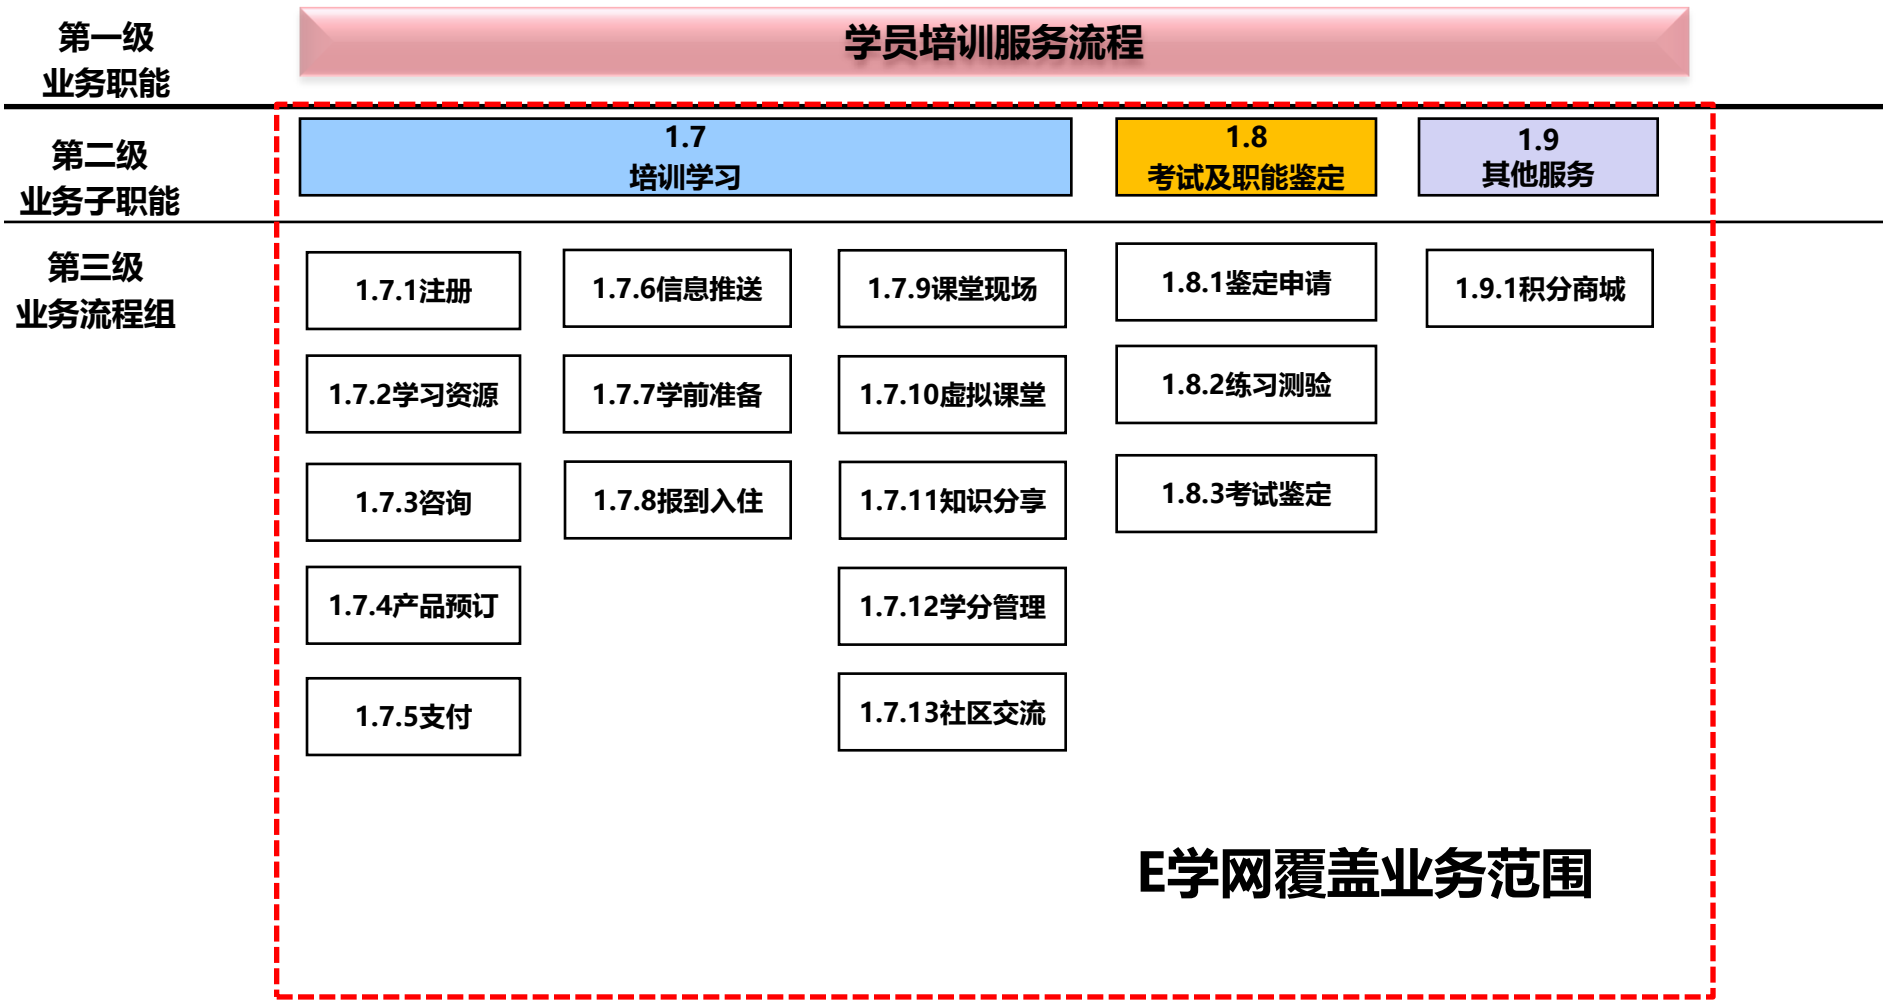 第一级
业务职能
学员培训服务流程
第二级
业务子职能
1.7
培训学习
1.8
考试及职能鉴定
1.9
其他服务
第三级
业务流程组
1.7.1注册
1.7.6信息推送
1.7.9课堂现场
1.8.1鉴定申请
1.9.1积分商城
1.7.2学习资源
1.7.7学前准备
1.7.10虚拟课堂
1.8.2练习测验
1.7.3咨询
1.7.8报到入住
1.7.11知识分享
1.8.3考试鉴定
1.7.4产品预订
1.7.12学分管理
1.7.5支付
1.7.13社区交流
E学网覆盖业务范围